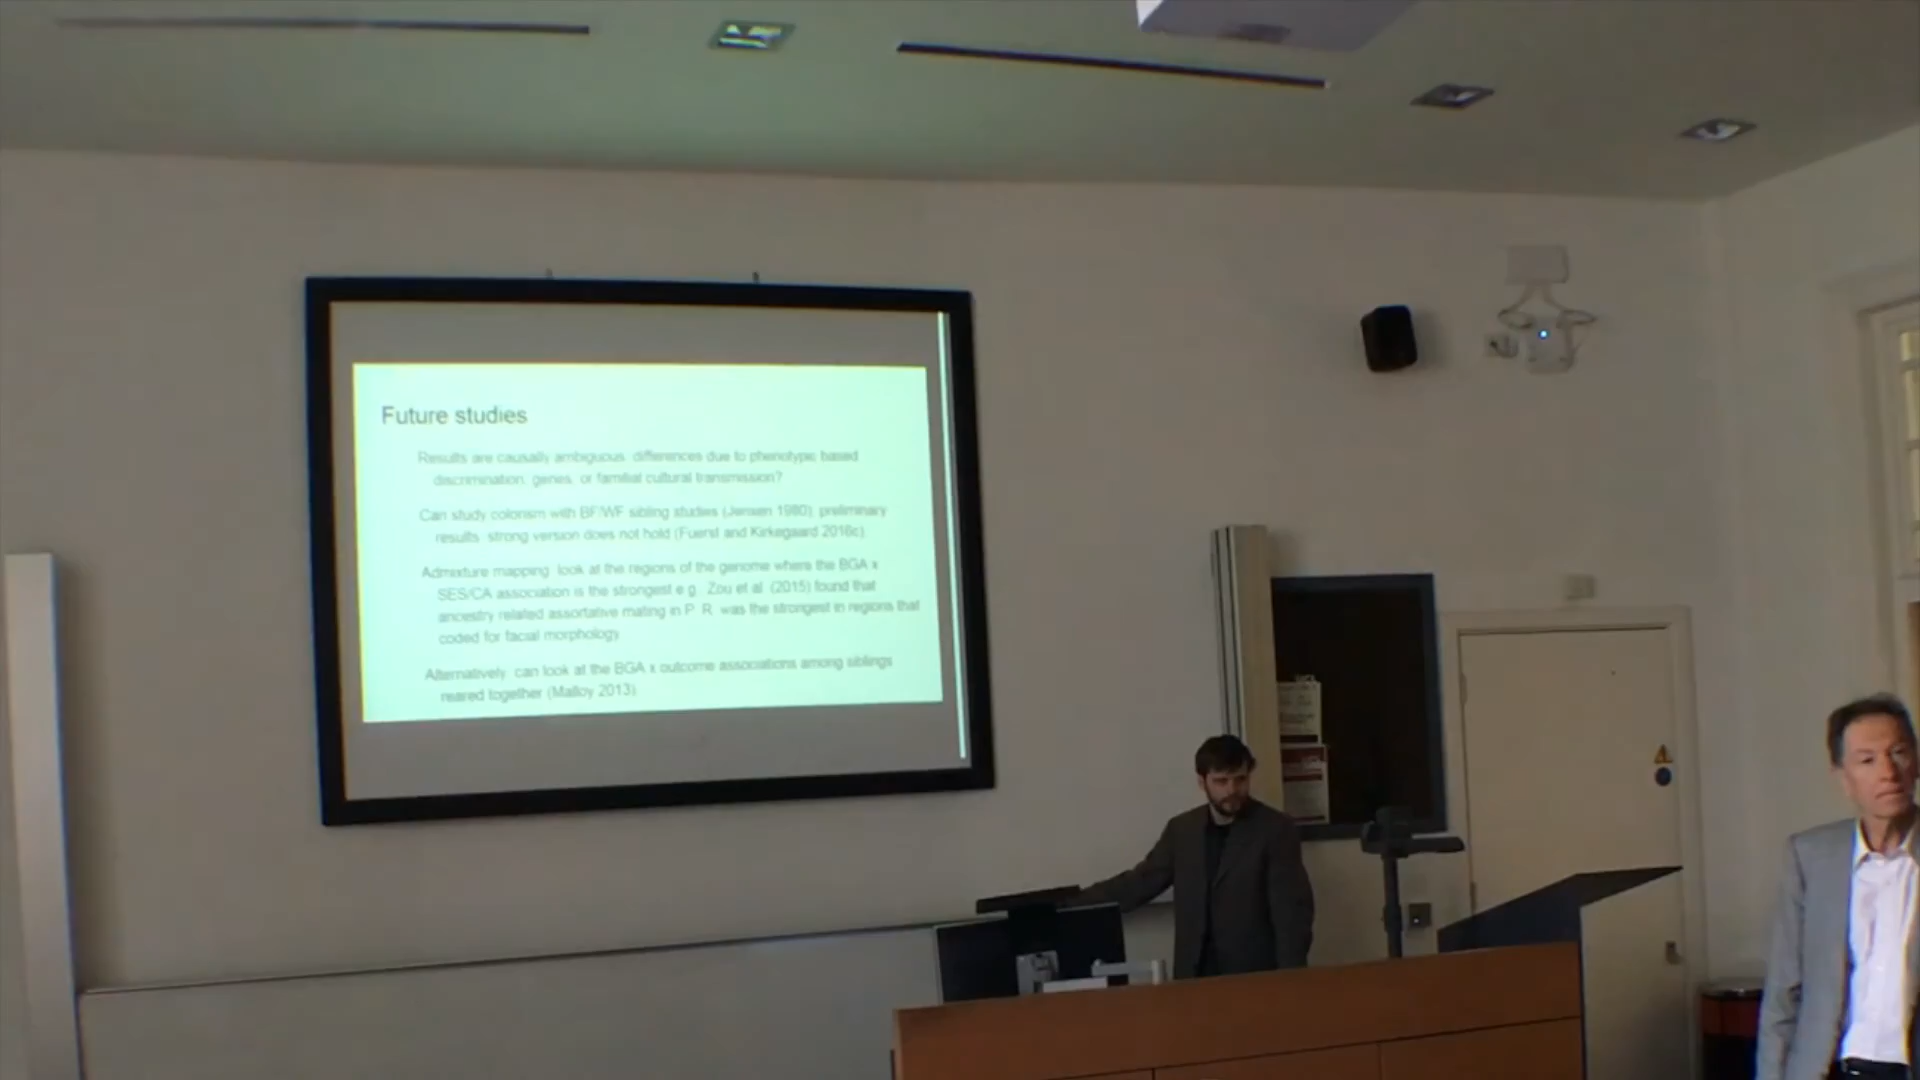 Future studies
Results are causally ambiguous: differences due to phenotypic based
discrimination, genes, or familial cultural transmission?
Can study colorism with BF/WF sibling studies (Jensen 1980): preliminary
results: strong version does not hold (Fuerst and Kirkegaard 2016c)
Admixture mapping: look at the regions of the genome where the BGA x
SES/CA association is the strongest e.g. Zou et al. (2015) found that
ancestry related assortative mating in P. R. was the strongest in regions that
coded for facial morphology
Alternatively, can look at the BGA x outcome associations among siblings
reared together (Malloy 2013)